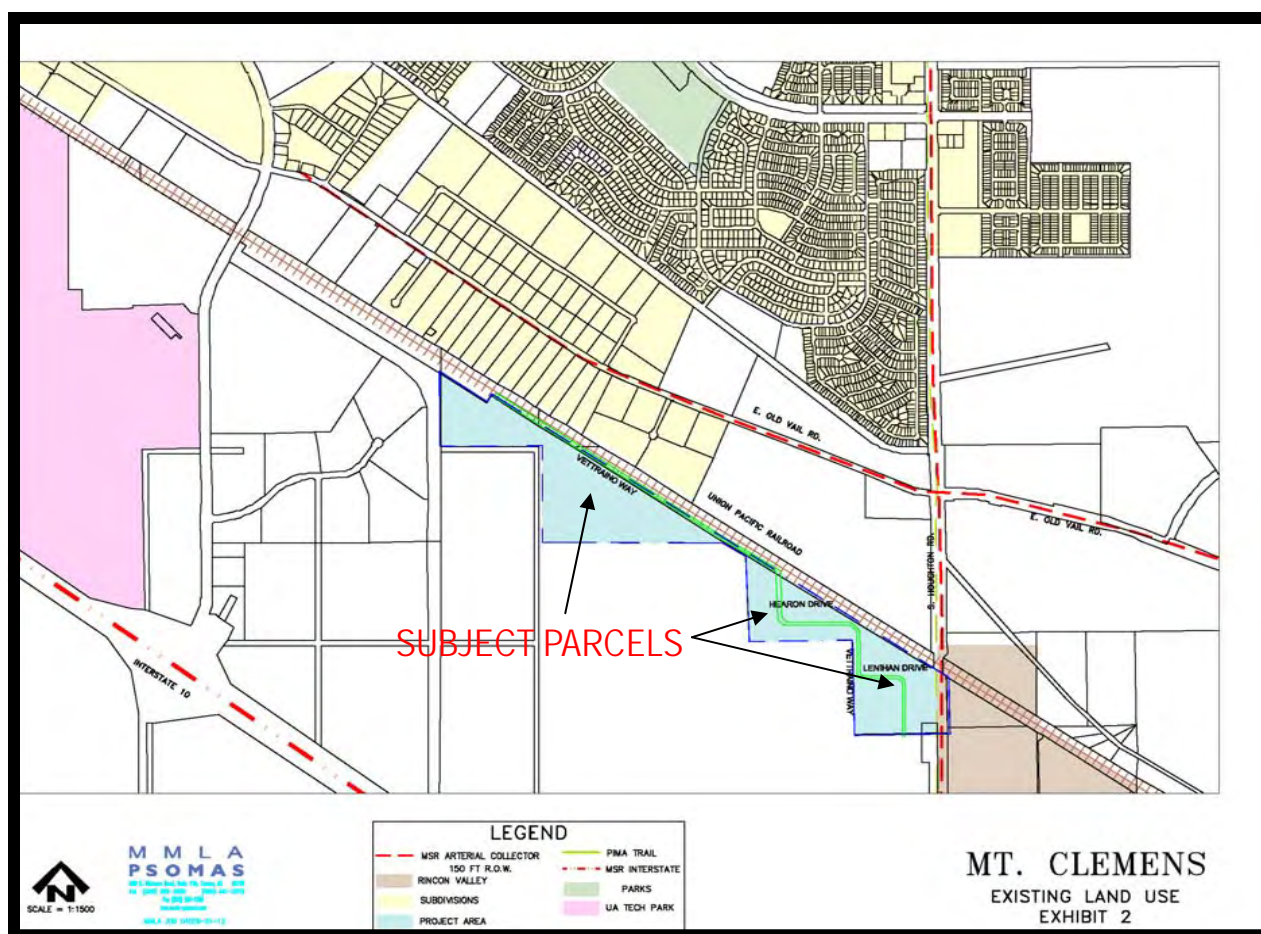 E. OLD VAIL RD.
VETTRAINO WAY
UNION PACIFIC RAILROAD
E. OLD VAIL RD.
S. HOUGHTON RD.
HEARON DRIVE
SUBJECT PARCELS
LENIHAN DRIVE
VETTRAINO WAY
INTERSTATE 10
LEGEND
MSR ARTERIAL COLLECTOR
150 FT R.O.W.
RINCON VALLEY
SUBDIVISIONS
PROJECT AREA
PIMA TRAIL
MSR INTERSTATE
PARKS
UA TECH PARK
N
SCALE = 1:1500
MMLA
PSOMAS
MT. CLEMENS
EXISTING LAND USE
EXHIBIT 2